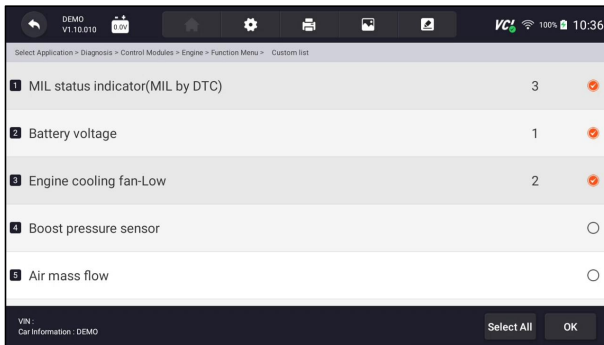 DEMO
V1.10.010
0.0V
VCI 100% 10:36
Select Application > Diagnosis > Control Modules > Engine > Function Menu > Custom list
1 MIL status indicator(MIL by DTC) 3
2 Battery voltage 1
3 Engine cooling fan-Low 2
4 Boost pressure sensor
5 Air mass flow
VIN :
Car Information : DEMO
Select All OK